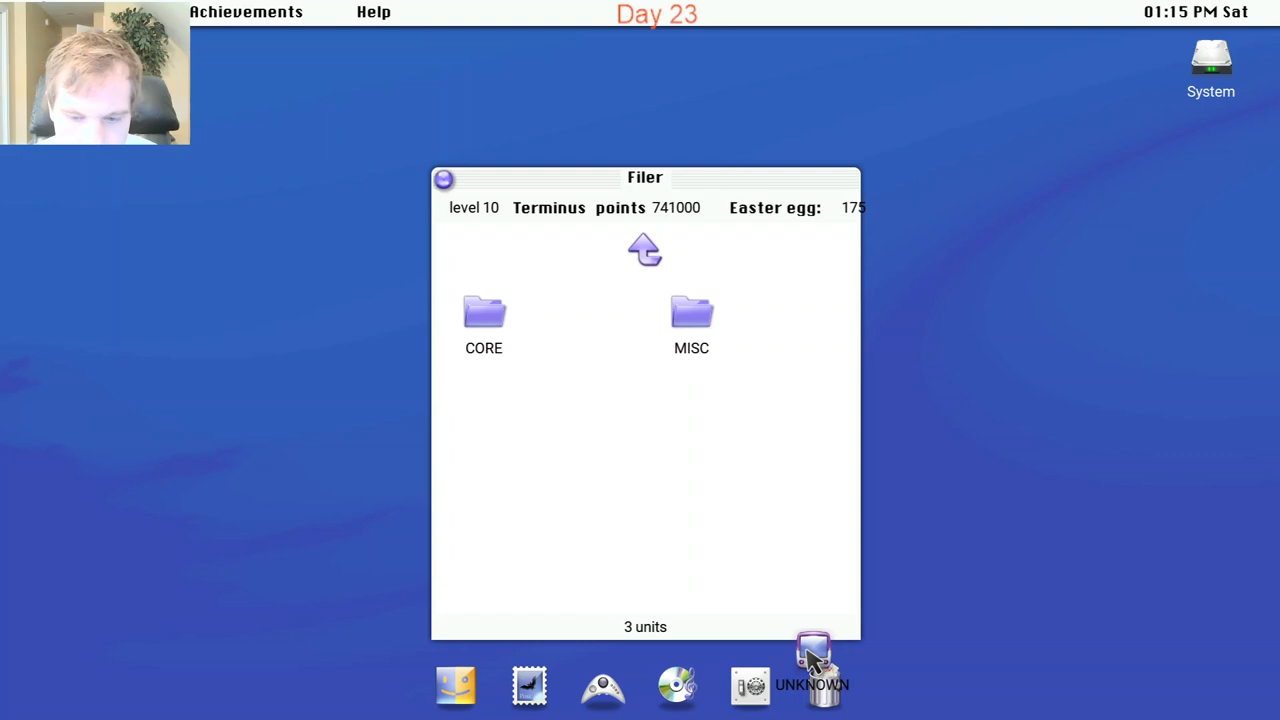 Achievements Help Day 23 01:15 PM Sat
System
Filer
level 10 Terminus points 741000 Easter egg: 175
CORE MISC
3 units
UNKNOWN